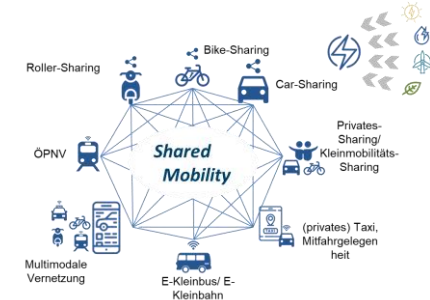 Bike-Sharing
Roller-Sharing
Car-Sharing
Privates-
Sharing/
Kleinmobilitäts-
Sharing
ÖPNV
Shared
Mobility
(privates) Taxi,
Mitfahrgelegen
heit
Multimodale
Vernetzung
E-Kleinbus/ E-
Kleinbahn